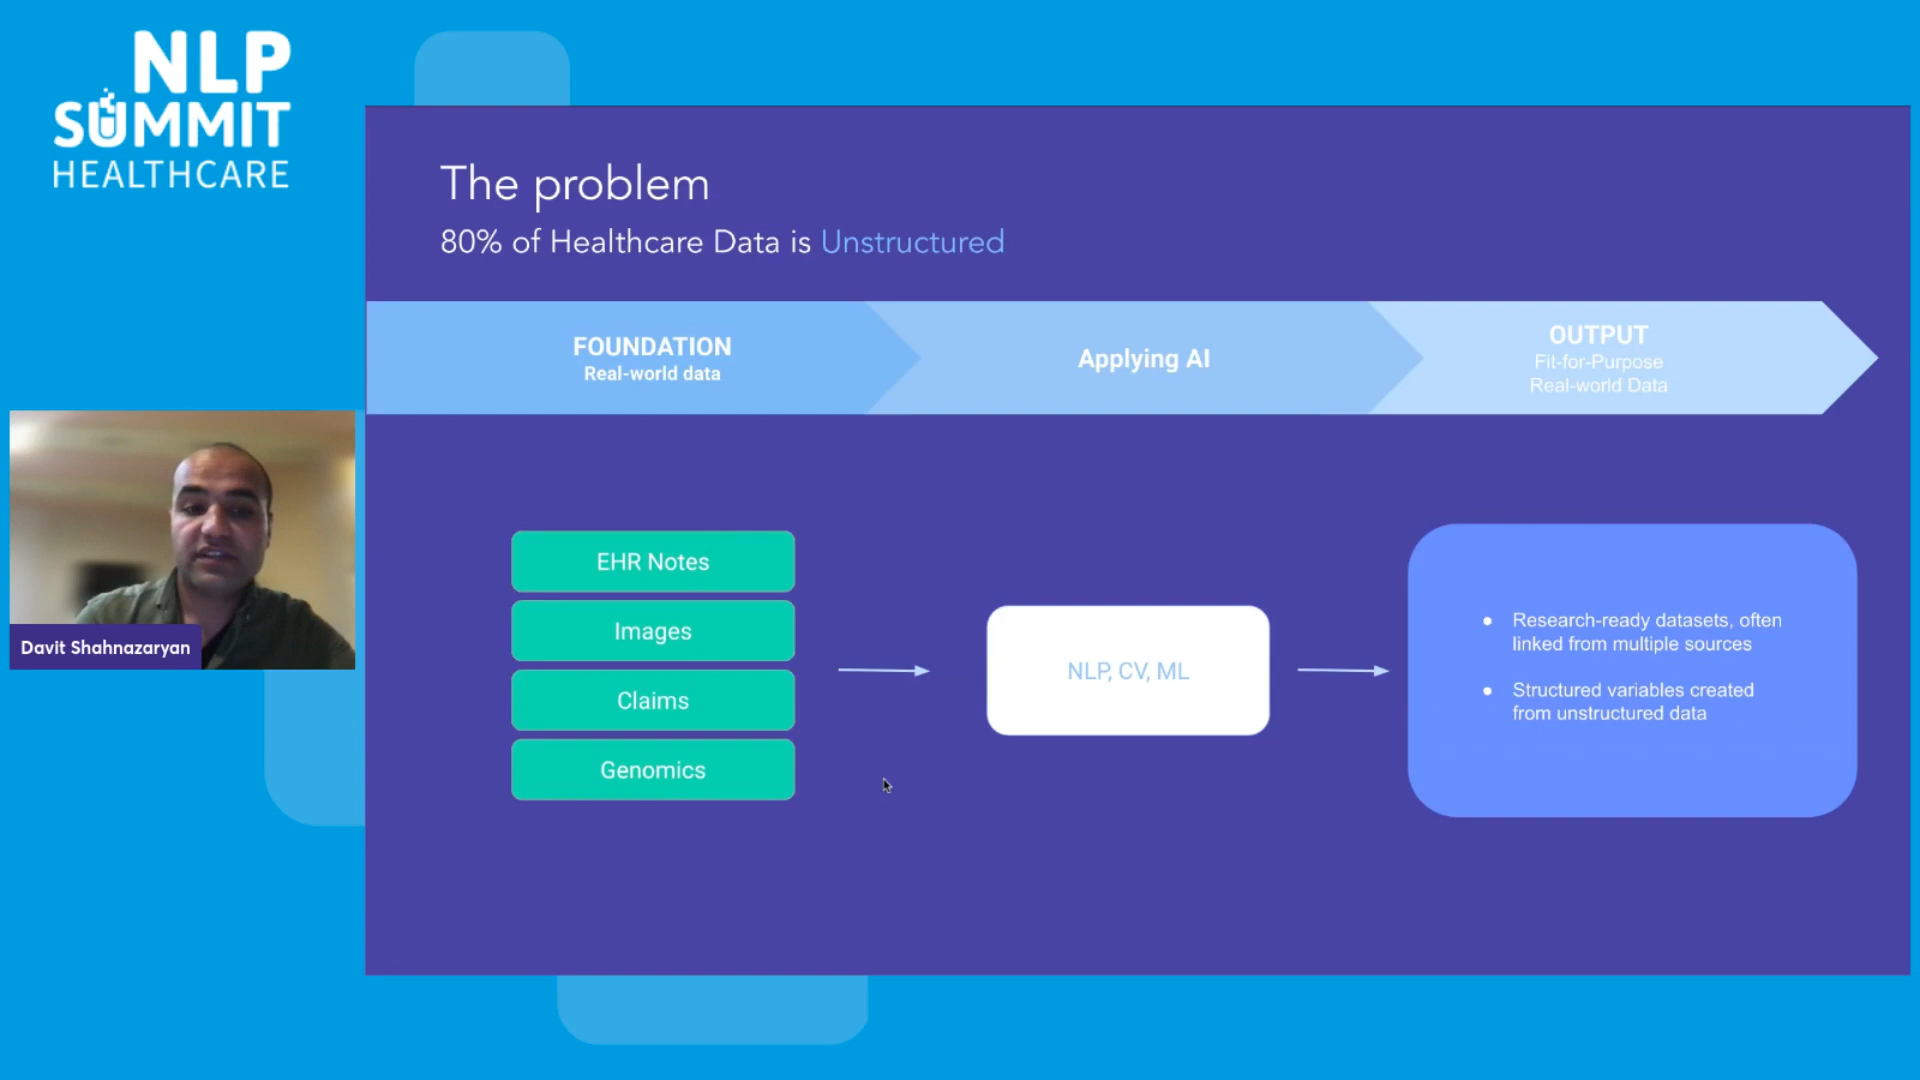 NLP
SUMMIT
HEALTHCARE
The problem
80% of Healthcare Data is Unstructured
FOUNDATION
Real-world data
Applying AI
OUTPUT
Fit-for-Purpose
Real-world Data
EHR Notes
Images
Claims
Genomics
NLP, CV, ML
● Research-ready datasets, often
linked from multiple sources
● Structured variables created
from unstructured data
Davit Shahnazaryan